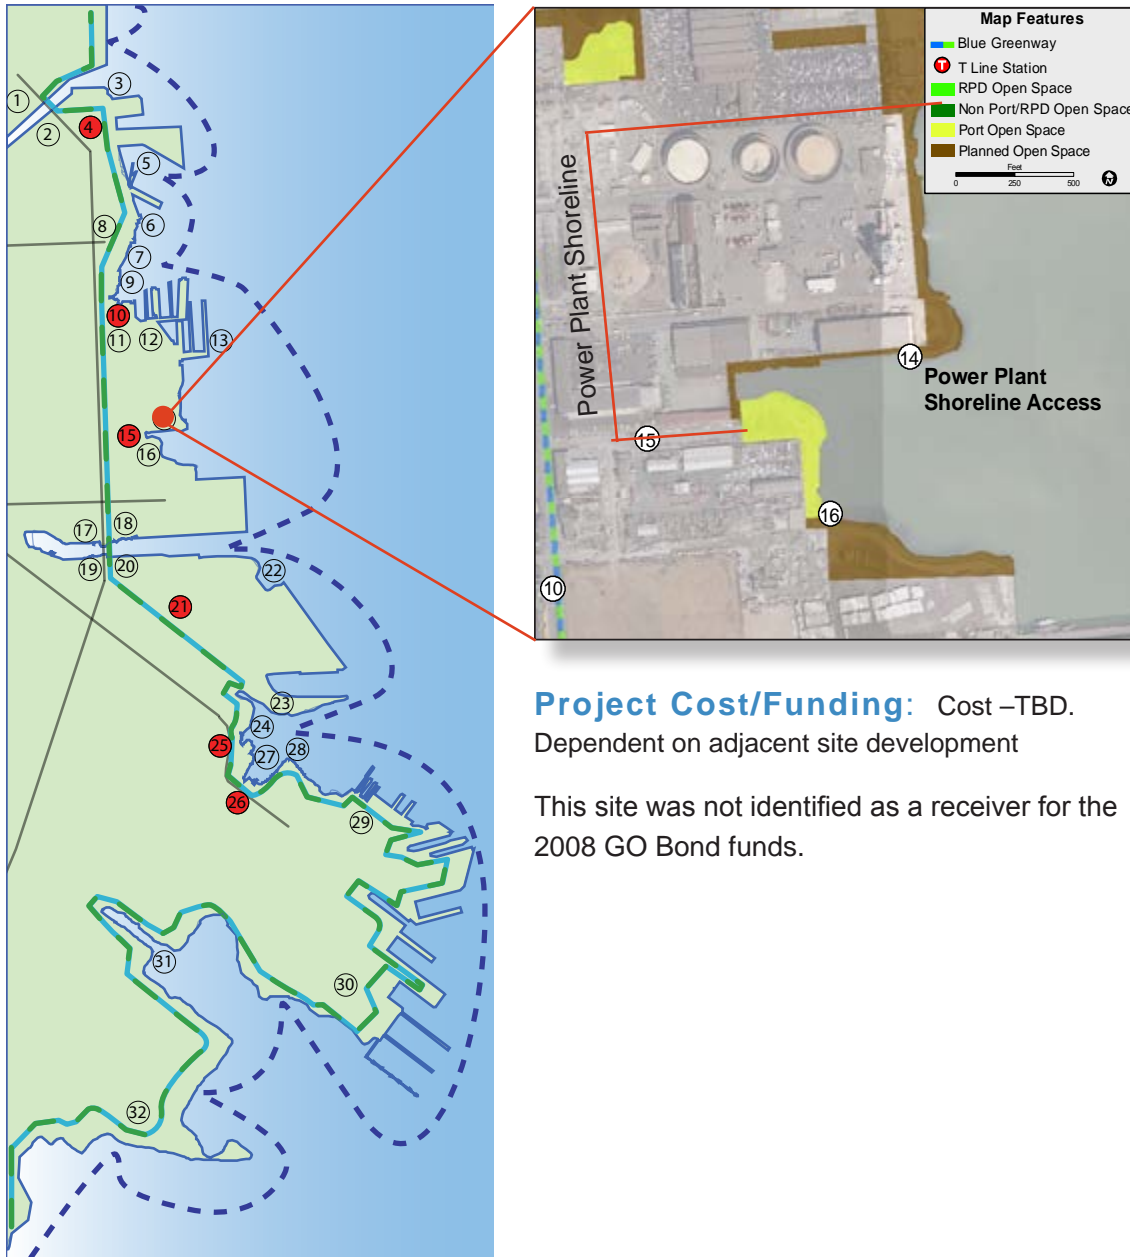 1
2
3
4
5
6
7
8
9
10
11
12
13
15
16
17
18
19
20
21
22
23
24
25
26
27
28
29
30
31
32
Map Features
Blue Greenway
T
T Line Station
RPD Open Space
Non Port/RPD Open Space
Port Open Space
Planned Open Space
Feet
0 250 500
N
Power Plant Shoreline
14
Power Plant
Shoreline Access
15
16
10
Project Cost/Funding: Cost –TBD.
Dependent on adjacent site development
This site was not identified as a receiver for the
2008 GO Bond funds.